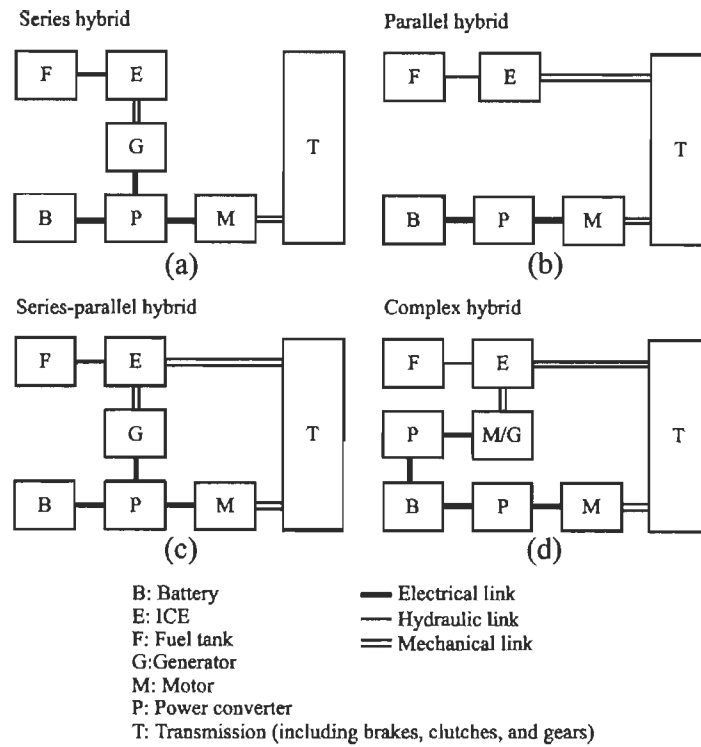 Series hybrid
F
E
G
B
P
M
T
(a)
Parallel hybrid
F
E
B
P
M
T
(b)
Series-parallel hybrid
F
E
G
B
P
M
T
(c)
Complex hybrid
F
E
P
M/G
B
P
M
T
(d)
B: Battery
E: ICE
F: Fuel tank
G:Generator
M: Motor
P: Power converter
T: Transmission (including brakes, clutches, and gears)
Electrical link
Hydraulic link
Mechanical link